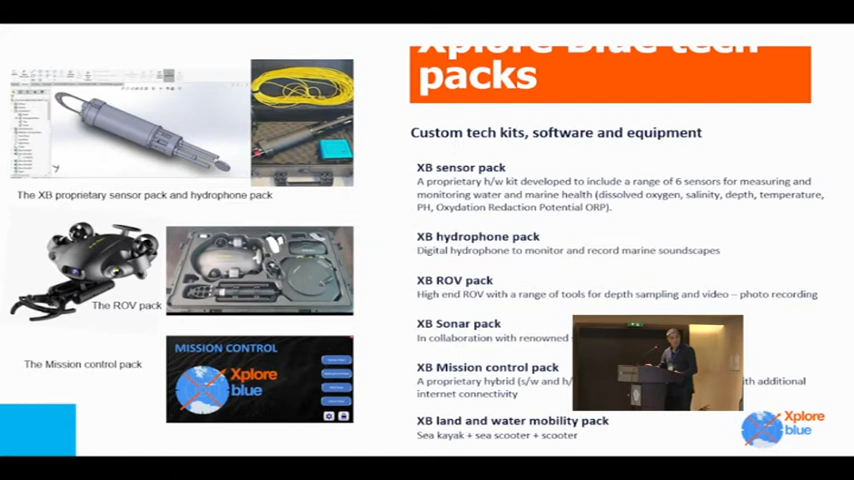 Xplore Blue tech
packs
Custom tech kits, software and equipment
XB sensor pack
A proprietary h/w kit developed to include a range of 6 sensors for measuring and
monitoring water and marine health (dissolved oxygen, salinity, depth, temperature,
PH, Oxydation Redaction Potential ORP).
XB hydrophone pack
Digital hydrophone to monitor and record marine soundscapes
XB ROV pack
High end ROV with a range of tools for depth sampling and video – photo recording
XB Sonar pack
In collaboration with renowned
XB Mission control pack
A proprietary hybrid (s/w and h/
with additional
internet connectivity
XB land and water mobility pack
Sea kayak + sea scooter + scooter
The XB proprietary sensor pack and hydrophone pack
The ROV pack
The Mission control pack
MISSION CONTROL
Xplore
blue
Xplore
blue